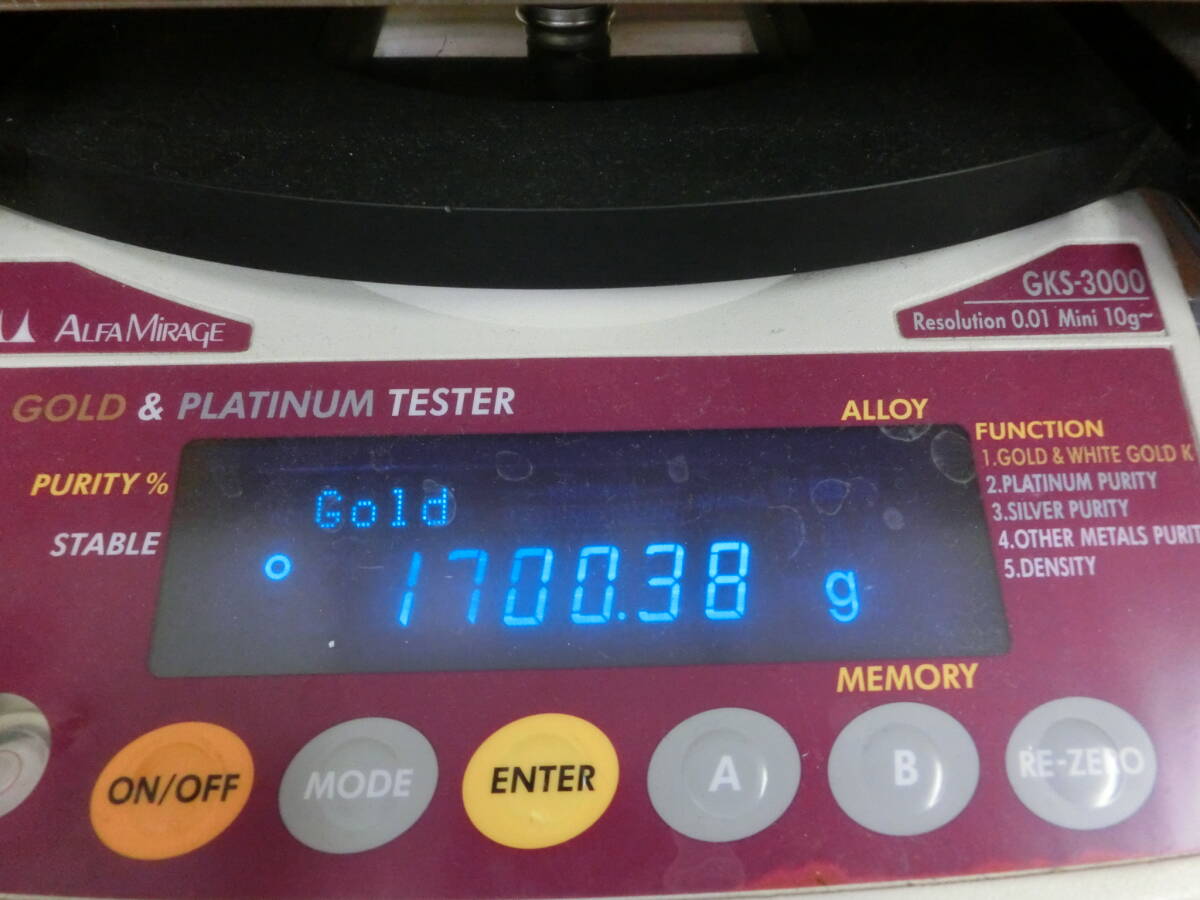 ALFA MIRAGE
GKS-3000
Resolution 0.01 Mini 10g~
GOLD & PLATINUM TESTER
ALLOY
PURITY %
STABLE
Gold
1700.38 g
FUNCTION
1.GOLD & WHITE GOLD K
2.PLATINUM PURITY
3.SILVER PURITY
4.OTHER METALS PURIT
5.DENSITY
MEMORY
ON/OFF
MODE
ENTER
A
B
RE-ZERO